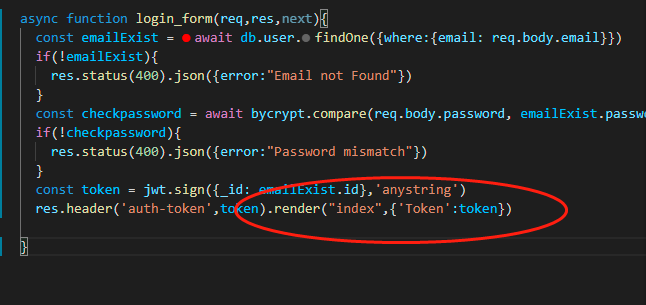 async function login_form(req,res,next){
const emailExist = await db.user.findOne({where:{email: req.body.email}})
if(!emailExist){
res.status(400).json({error:"Email not Found"})
}
const checkpassword = await bycrypt.compare(req.body.password, emailExist.passw
if(!checkpassword){
res.status(400).json({error:"Password mismatch"})
}
const token = jwt.sign({_id: emailExist.id},'anystring')
res.header('auth-token',token).render("index",{'Token':token})
}